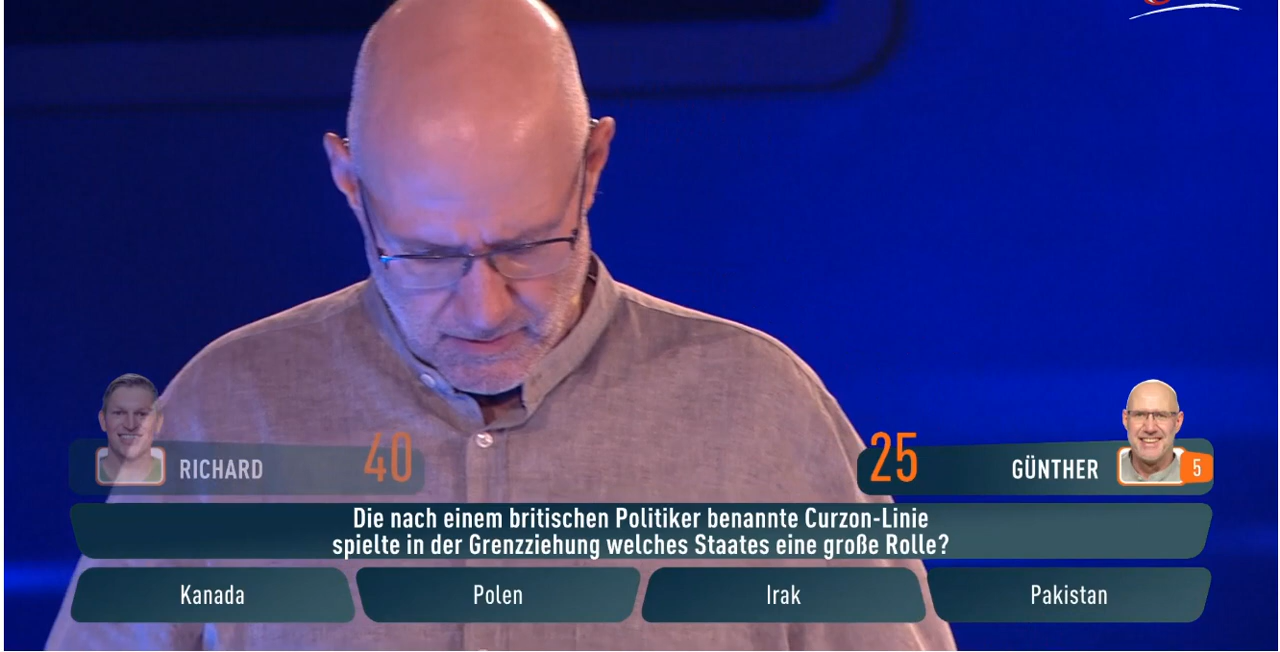 RICHARD 40
25 GÜNTHER 5
Die nach einem britischen Politiker benannte Curzon-Linie
spielte in der Grenzziehung welches Staates eine große Rolle?
Kanada
Polen
Irak
Pakistan